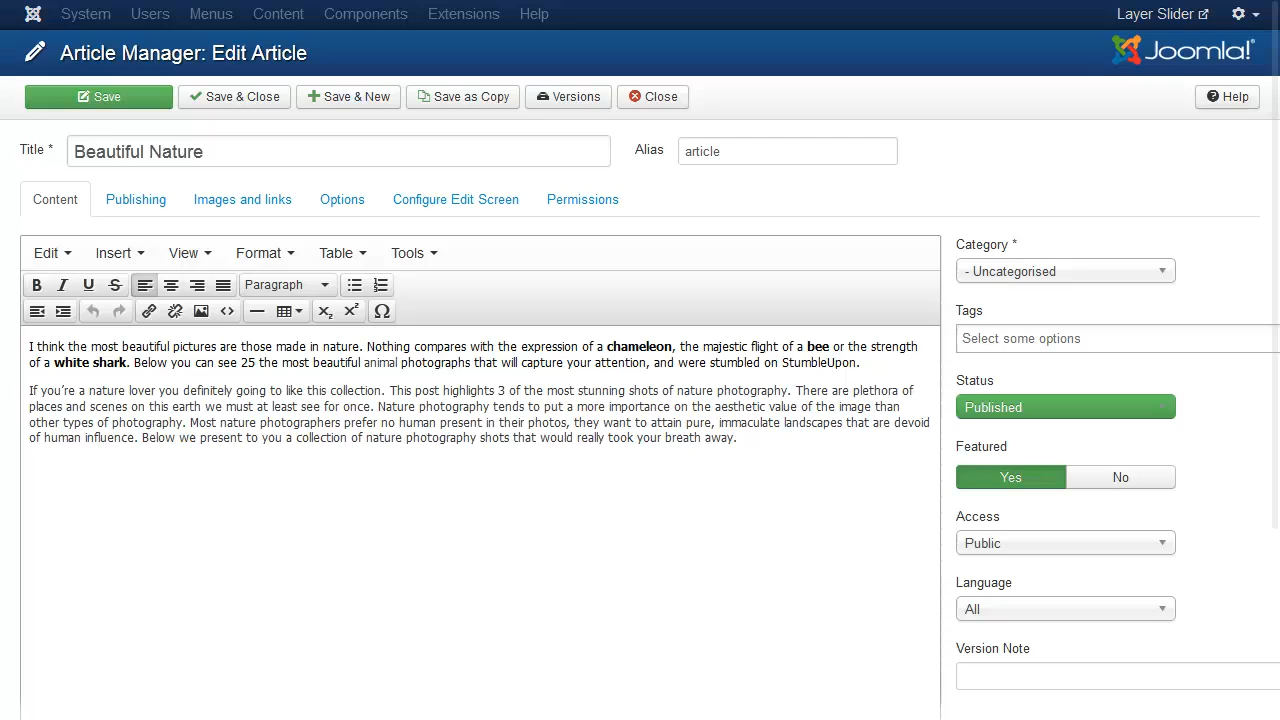 System Users Menus Content Components Extensions Help Layer Slider
Article Manager: Edit Article Joomla!
Save Save & Close Save & New Save as Copy Versions Close Help
Title * Beautiful Nature Alias article
Content Publishing Images and links Options Configure Edit Screen Permissions
Edit Insert View Format Table Tools
B I U S Paragraph
X₂ X² Ω
I think the most beautiful pictures are those made in nature. Nothing compares with the expression of a chameleon, the majestic flight of a bee or the strength
of a white shark. Below you can see 25 the most beautiful animal photographs that will capture your attention, and were stumbled on StumbleUpon.
If you're a nature lover you definitely going to like this collection. This post highlights 3 of the most stunning shots of nature photography. There are plethora of
places and scenes on this earth we must at least see for once. Nature photography tends to put a more importance on the aesthetic value of the image than
other types of photography. Most nature photographers prefer no human present in their photos, they want to attain pure, immaculate landscapes that are devoid
of human influence. Below we present to you a collection of nature photography shots that would really took your breath away.
Category *
- Uncategorised
Tags
Select some options
Status
Published
Featured
Yes No
Access
Public
Language
All
Version Note